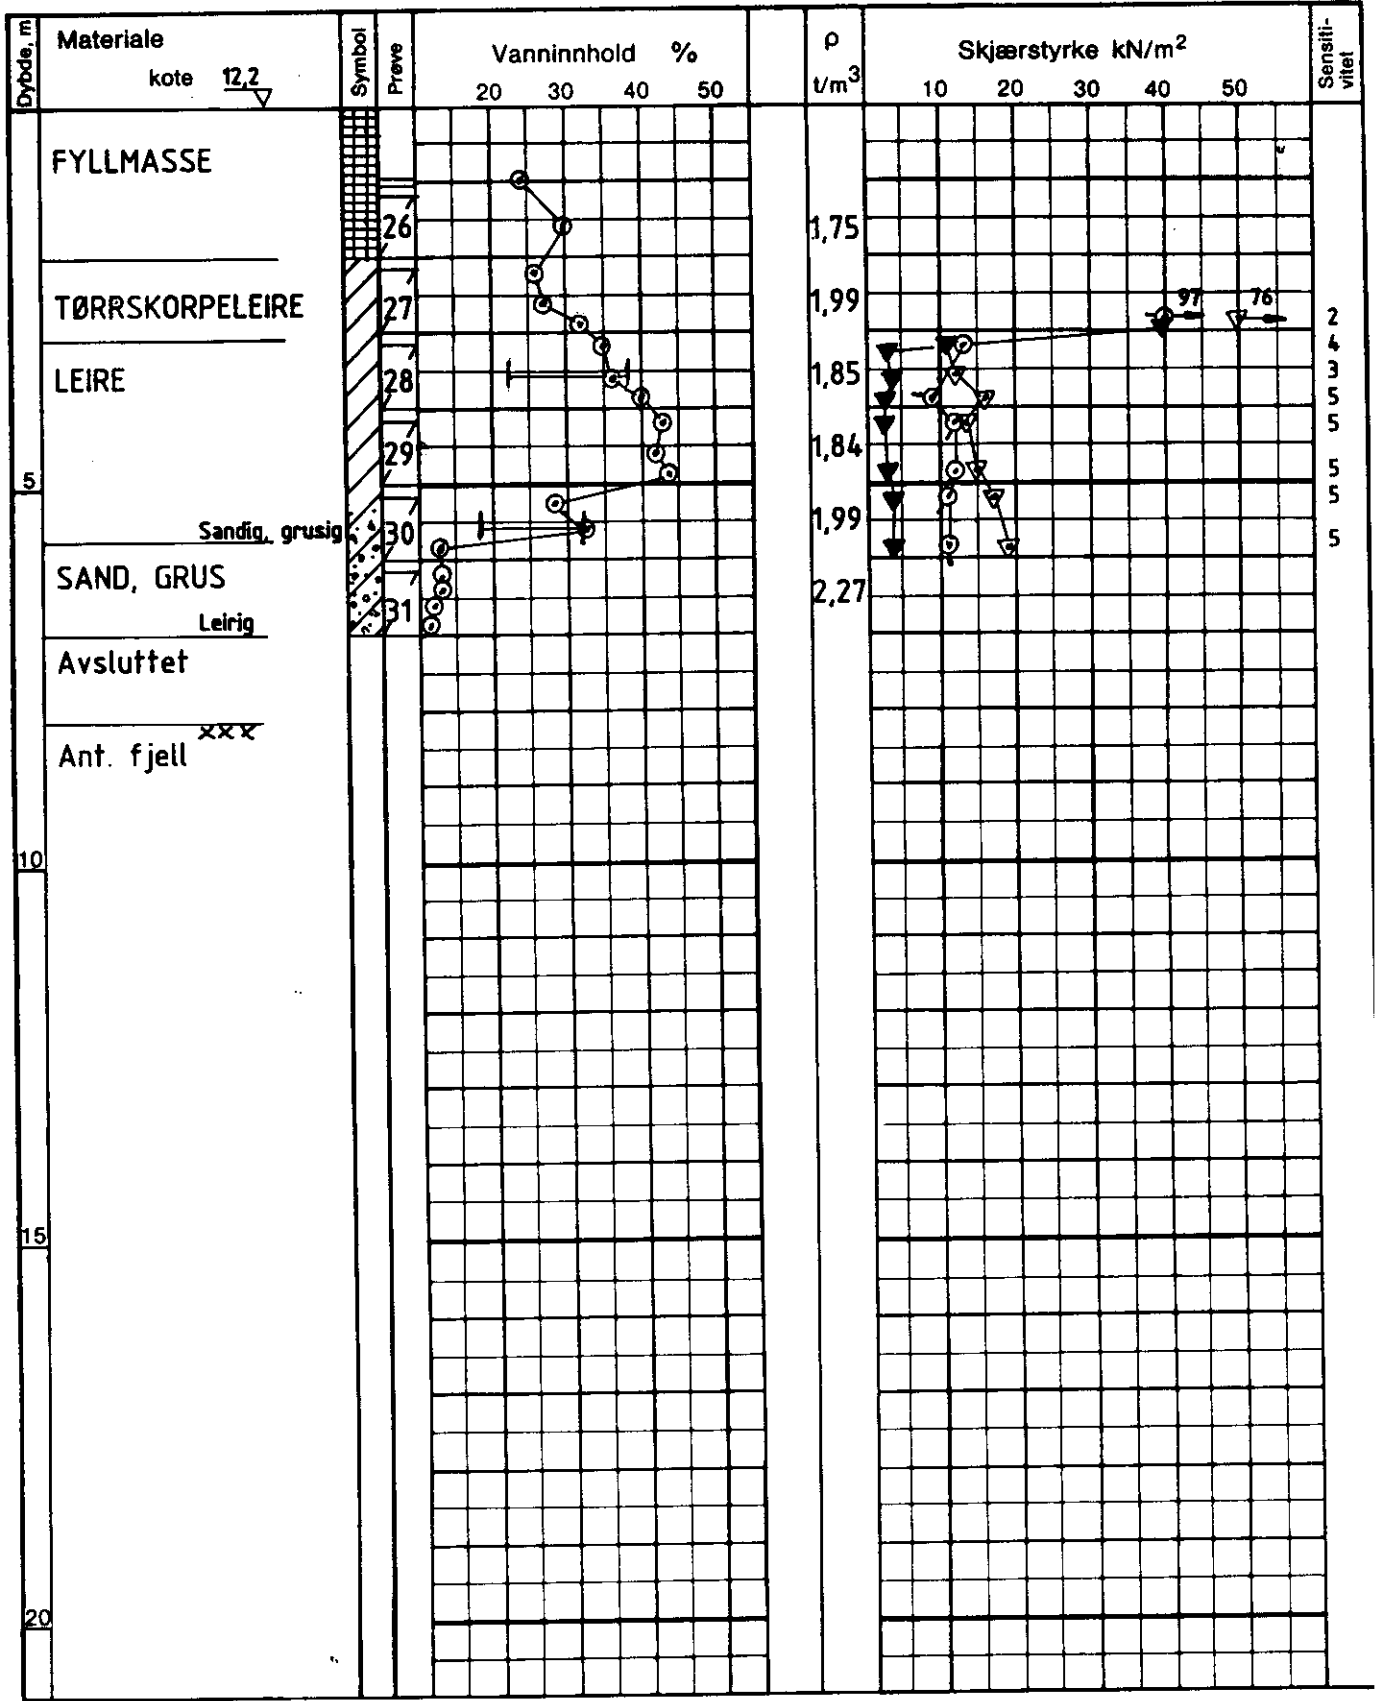 Dybde, m
Materiale
kote 12,2
Symbol
Prøve
Vanninnhold %
20 30 40 50
ρ
t/m³
Skjærstyrke kN/m²
10 20 30 40 50
Sensiti-
vitet
FYLLMASSE
26
1,75
TØRRSKORPELEIRE
27
1,99
97 76
2
4
LEIRE
28
1,85
3
5
5
29
1,84
5
5
5
Sandig, grusig
30
1,99
5
SAND, GRUS
2,27
Leirig
31
Avsluttet
xxx
Ant. fjell
10
15
20